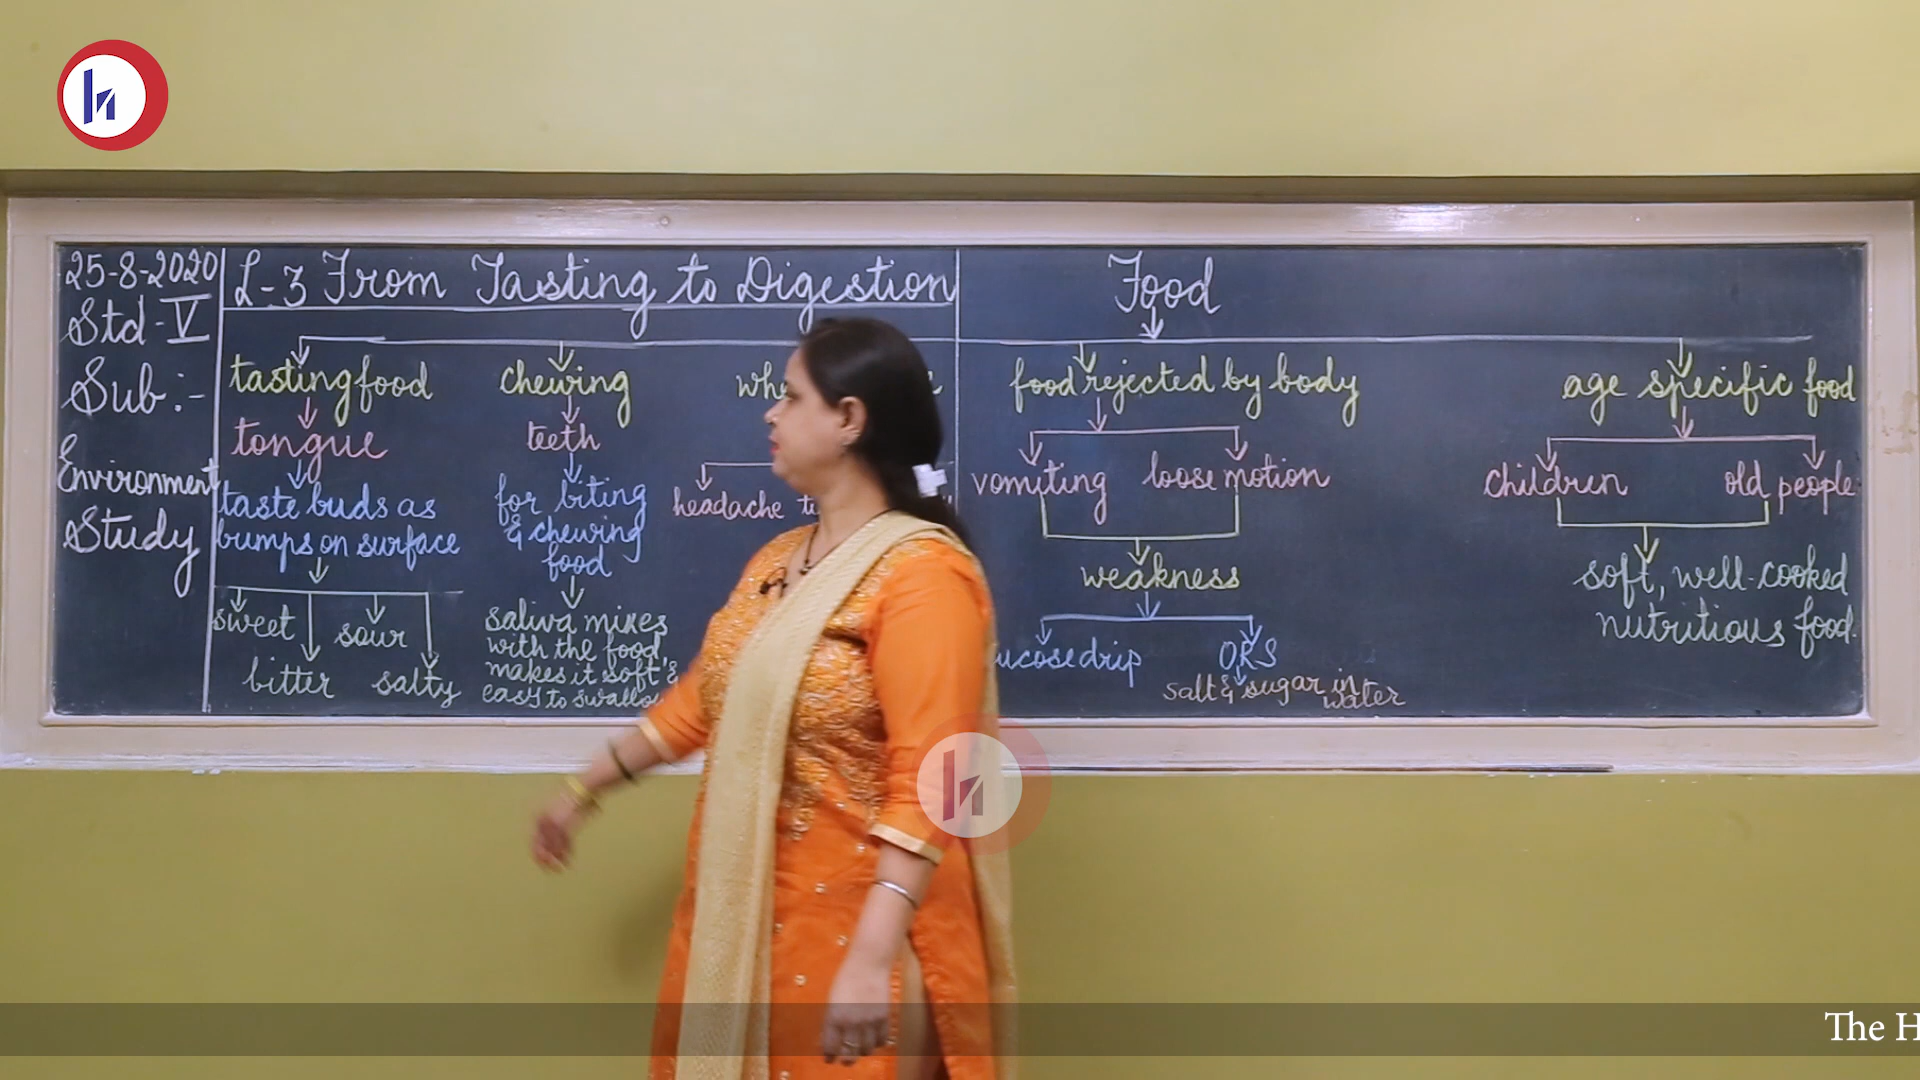 25-8-2020
Std-V
Sub:-
Environment
Study
L-3 From Tasting to Digestion
Food
tasting food
tongue
taste buds as
bumps on surface
sweet
sour
bitter
salty
chewing
teeth
for biting
& chewing
food
saliva mixes
with the food
makes it soft &
easy to swallow
headache
food rejected by body
vomiting
loose motion
weakness
drip
ORS
salt & sugar in
water
age specific food
children
old people
soft, well-cooked
nutritious food.
The